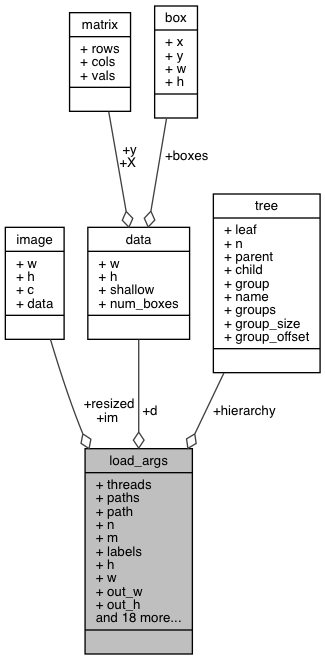 matrix
+ rows
+ cols
+ vals
box
+ x
+ y
+ w
+ h
+y
+X
+boxes
image
+ w
+ h
+ c
+ data
data
+ w
+ h
+ shallow
+ num_boxes
tree
+ leaf
+ n
+ parent
+ child
+ group
+ name
+ groups
+ group_size
+ group_offset
+resized
+im
+d
+hierarchy
load_args
+ threads
+ paths
+ path
+ n
+ m
+ labels
+ h
+ w
+ out_w
+ out_h
and 18 more...